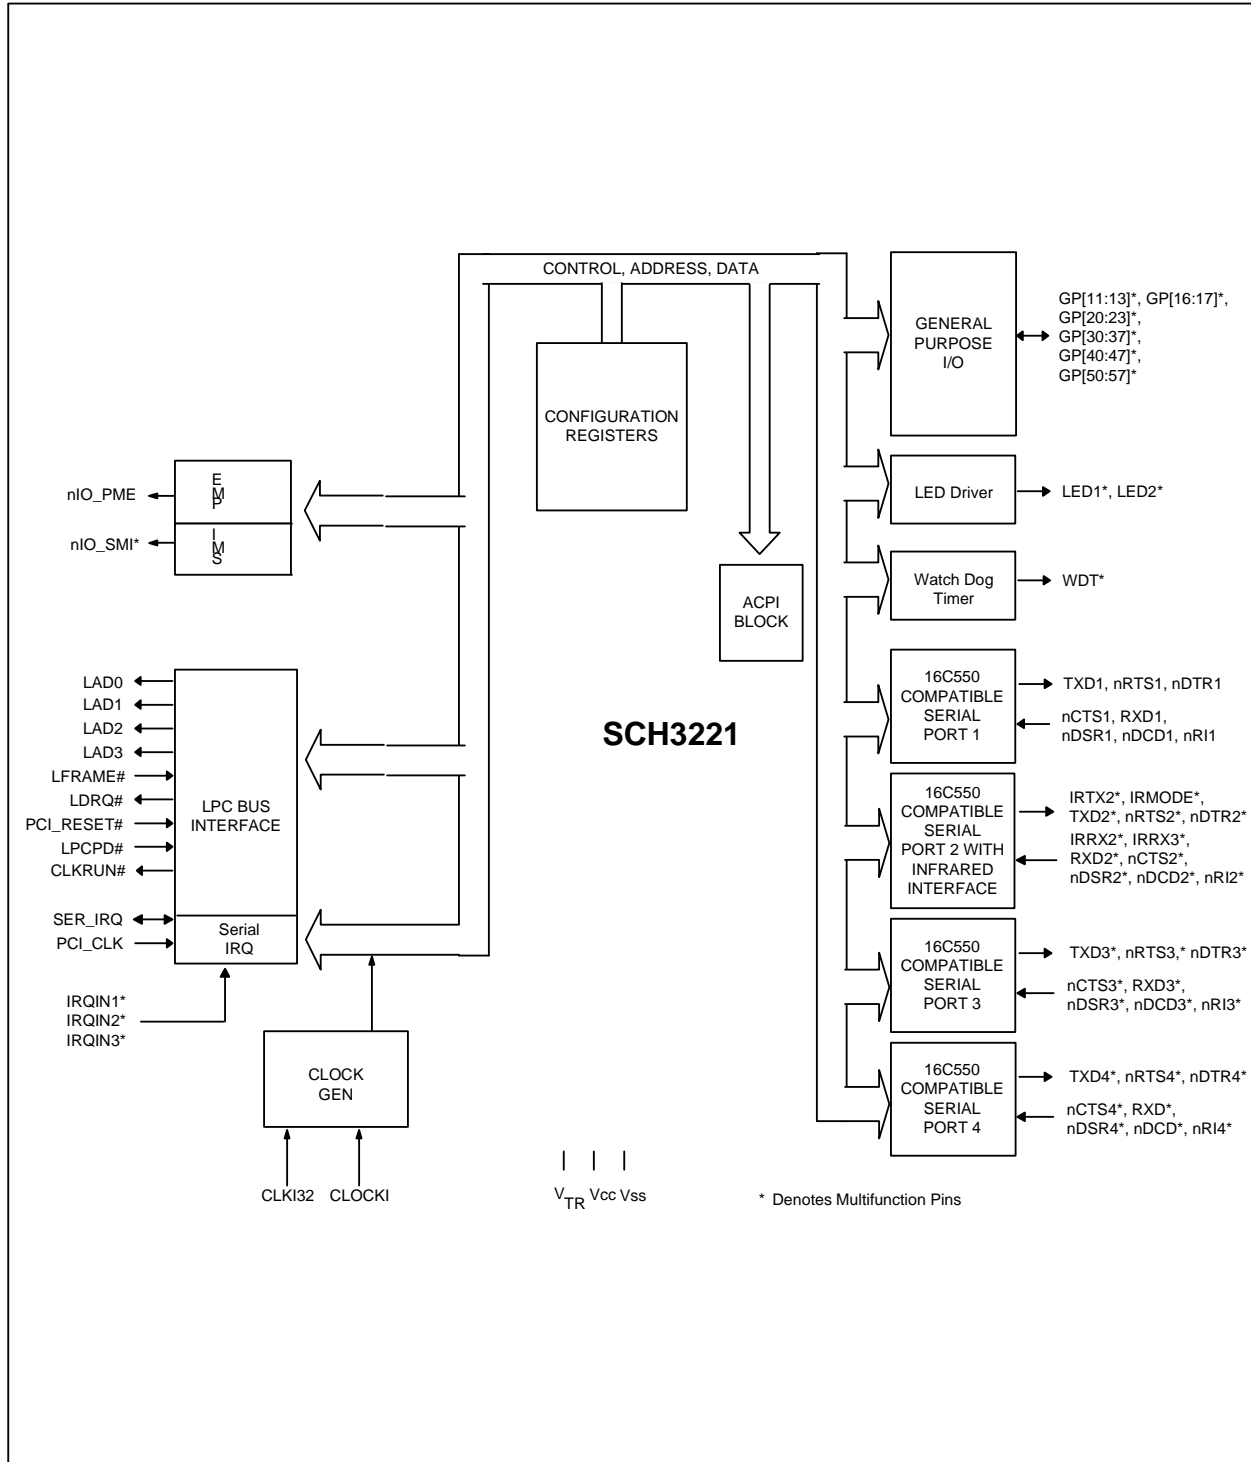 CONTROL, ADDRESS, DATA
GENERAL
PURPOSE
I/O
GP[11:13]*, GP[16:17]*,
GP[20:23]*,
GP[30:37]*,
GP[40:47]*,
GP[50:57]*
CONFIGURATION
REGISTERS
nIO_PME
EMP
nIO_SMI*
IMS
LED Driver
LED1*, LED2*
Watch Dog
Timer
WDT*
ACPI
BLOCK
LAD0
LAD1
LAD2
LAD3
LFRAME#
LDRQ#
PCI_RESET#
LPCPD#
CLKRUN#
LPC BUS
INTERFACE
SER_IRQ
PCI_CLK
Serial
IRQ
IRQIN1*
IRQIN2*
IRQIN3*
SCH3221
16C550
COMPATIBLE
SERIAL
PORT 1
TXD1, nRTS1, nDTR1
nCTS1, RXD1,
nDSR1, nDCD1, nRI1
16C550
COMPATIBLE
SERIAL
PORT 2 WITH
INFRARED
INTERFACE
IRTX2*, IRMODE*,
TXD2*, nRTS2*, nDTR2*
IRRX2*, IRRX3*,
RXD2*, nCTS2*,
nDSR2*, nDCD2*, nRI2*
16C550
COMPATIBLE
SERIAL
PORT 3
TXD3*, nRTS3,* nDTR3*
nCTS3*, RXD3*,
nDSR3*, nDCD3*, nRI3*
16C550
COMPATIBLE
SERIAL
PORT 4
TXD4*, nRTS4*, nDTR4*
nCTS4*, RXD*,
nDSR4*, nDCD*, nRI4*
CLOCK
GEN
CLKI32 CLOCKI
VTR Vcc Vss
* Denotes Multifunction Pins